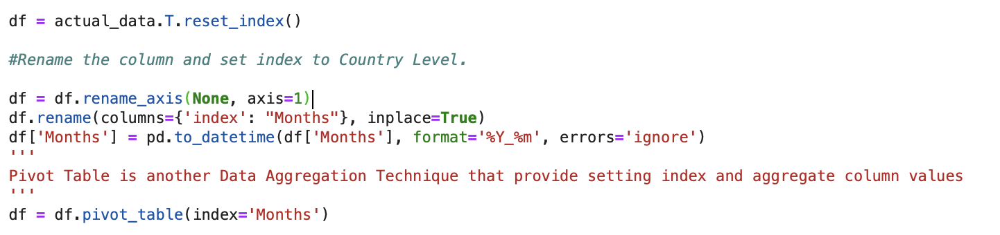 df = actual_data.T.reset_index()
#Rename the column and set index to Country Level.
df = df.rename_axis(None, axis=1)
df.rename(columns={'index': "Months"}, inplace=True)
df['Months'] = pd.to_datetime(df['Months'], format='%Y_%m', errors='ignore')
'''
Pivot Table is another Data Aggregation Technique that provide setting index and aggregate column values
'''
df = df.pivot_table(index='Months')